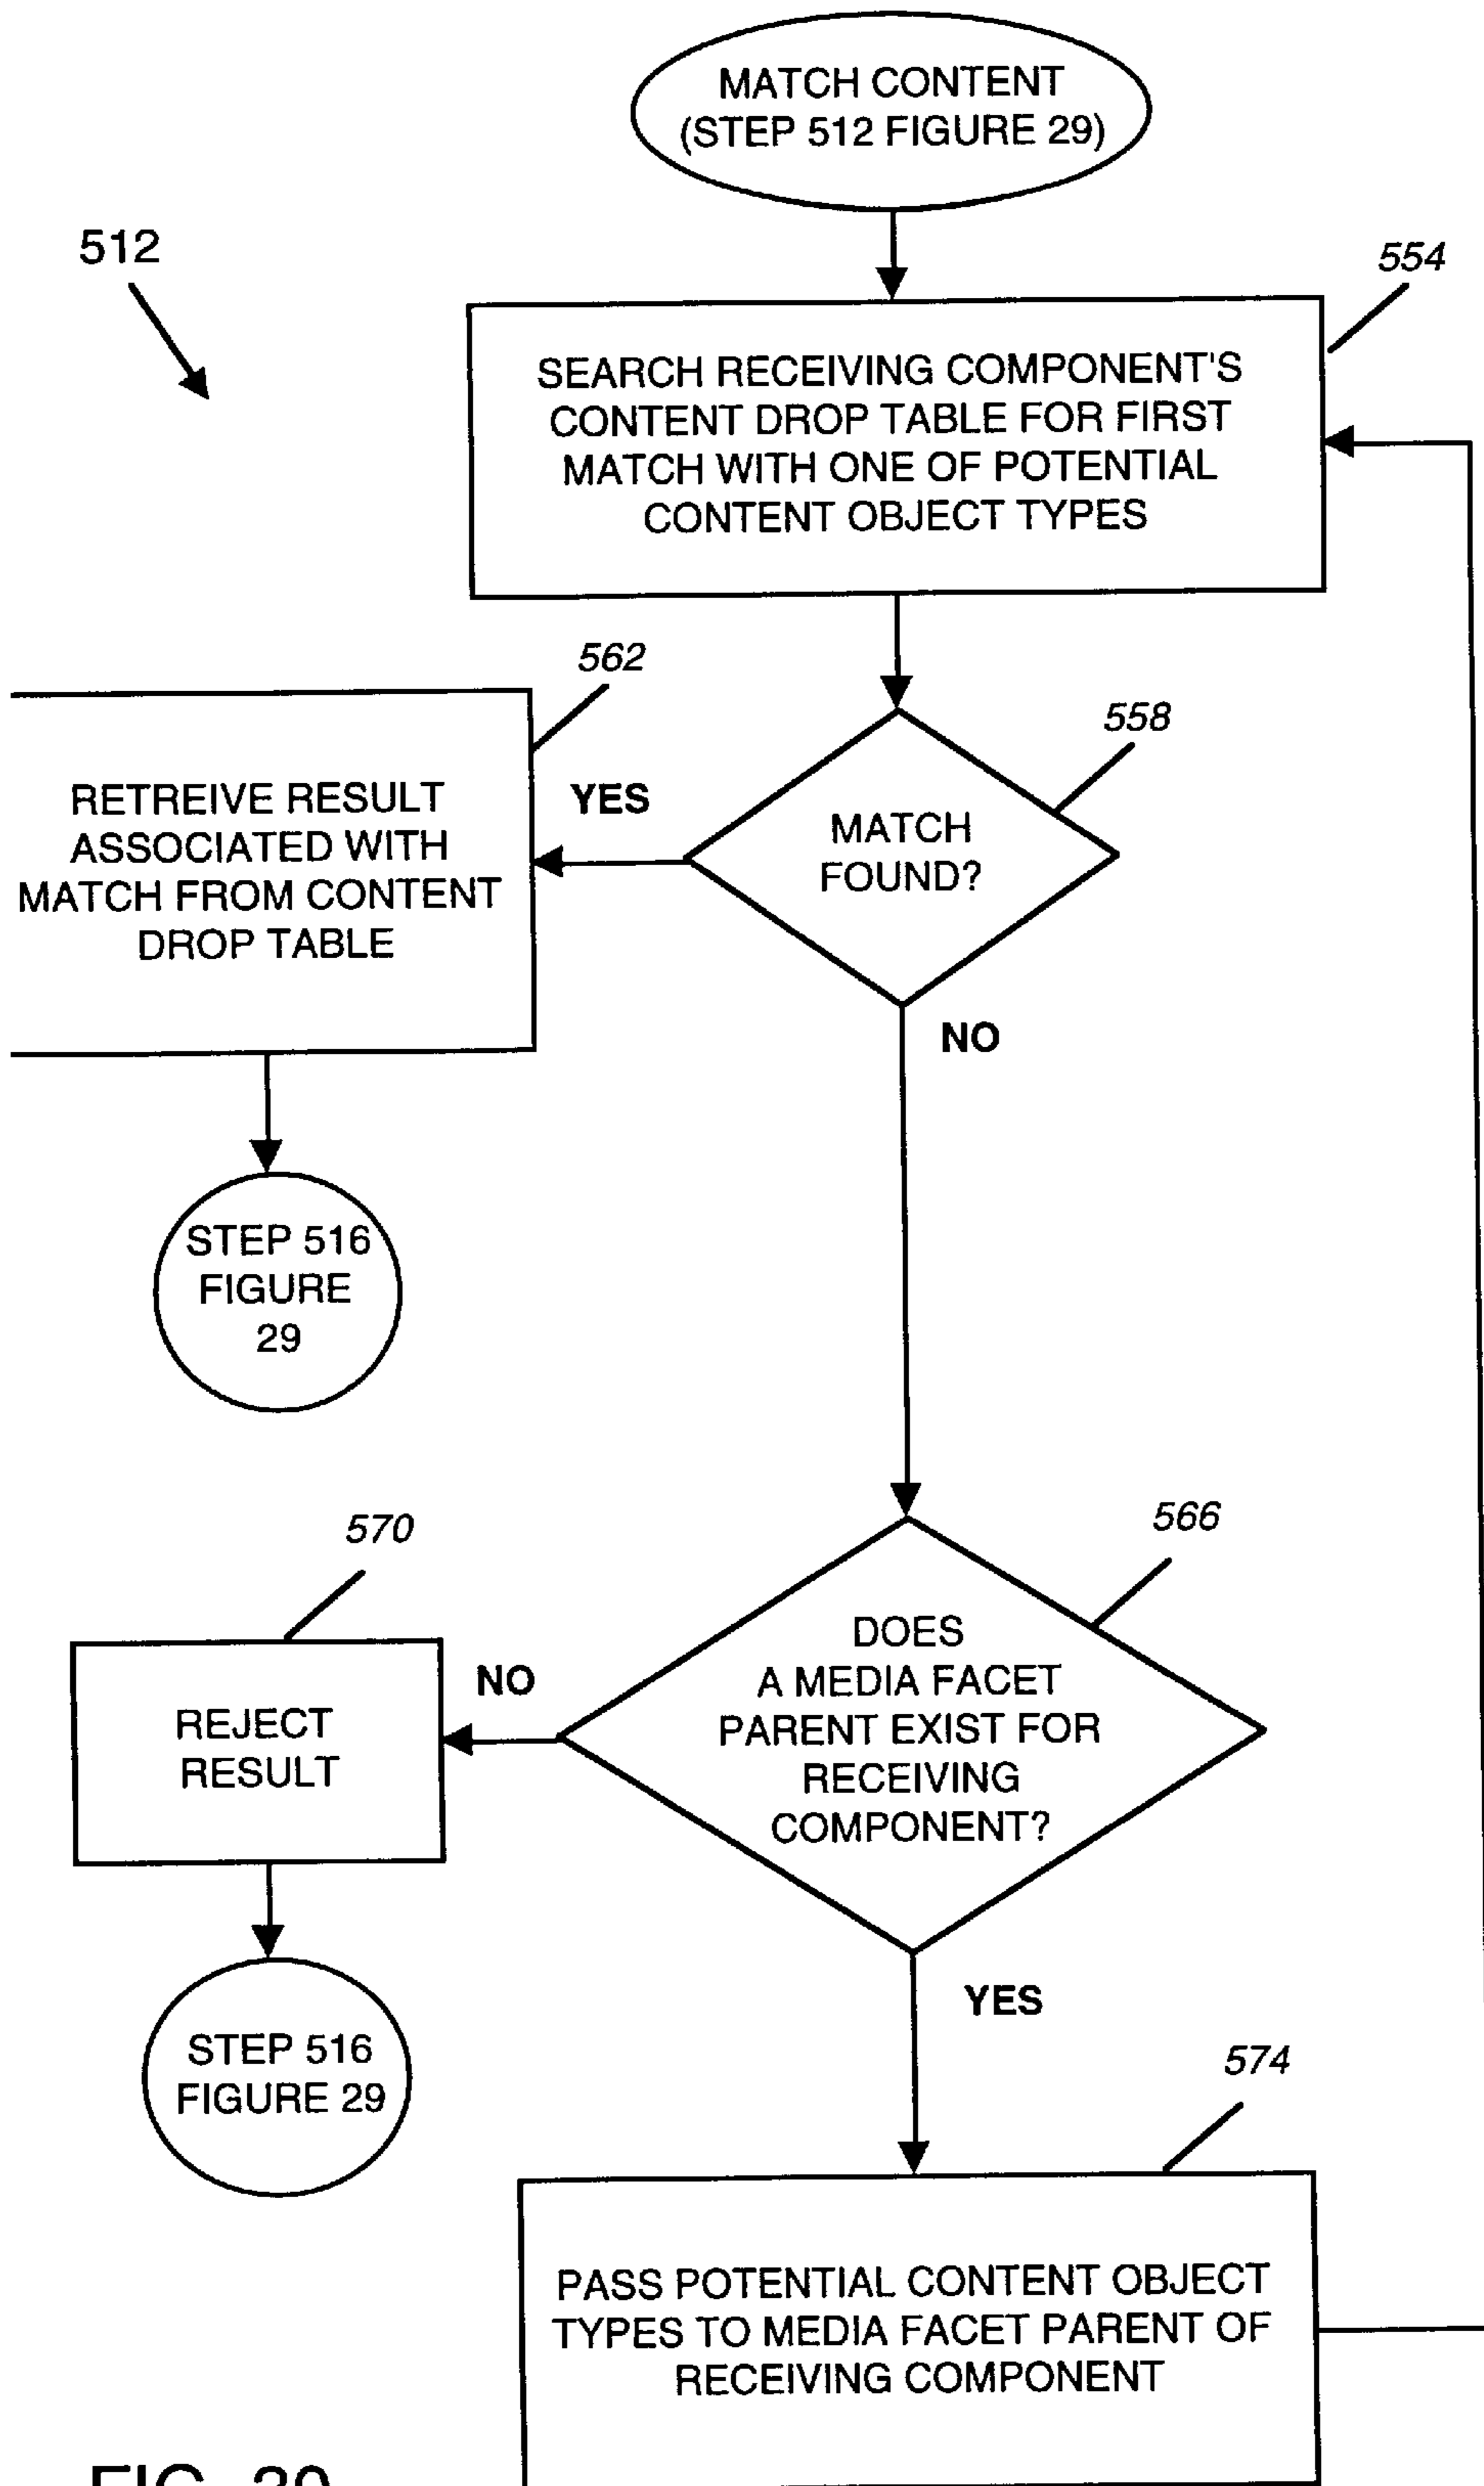 MATCH CONTENT
(STEP 512 FIGURE 29)
512
554
SEARCH RECEIVING COMPONENT'S
CONTENT DROP TABLE FOR FIRST
MATCH WITH ONE OF POTENTIAL
CONTENT OBJECT TYPES
562
558
RETREIVE RESULT
ASSOCIATED WITH
MATCH FROM CONTENT
DROP TABLE
YES
MATCH
FOUND?
NO
STEP 516
FIGURE
29
570
566
REJECT
RESULT
NO
DOES
A MEDIA FACET
PARENT EXIST FOR
RECEIVING
COMPONENT?
YES
STEP 516
FIGURE 29
574
PASS POTENTIAL CONTENT OBJECT
TYPES TO MEDIA FACET PARENT OF
RECEIVING COMPONENT
FIG.